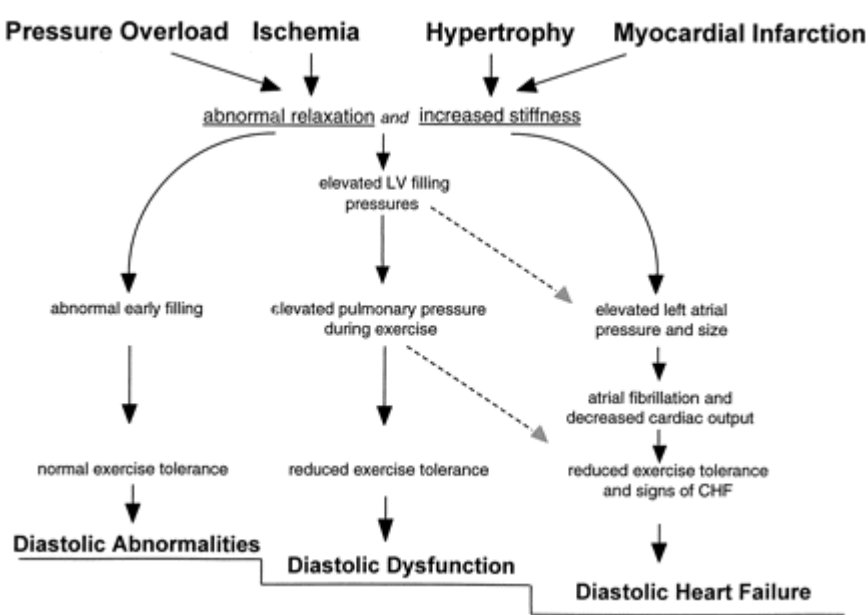 Pressure Overload Ischemia Hypertrophy Myocardial Infarction
abnormal relaxation and increased stiffness
elevated LV filling
pressures
abnormal early filling
elevated pulmonary pressure
during exercise
elevated left atrial
pressure and size
atrial fibrillation and
decreased cardiac output
normal exercise tolerance
reduced exercise tolerance
reduced exercise tolerance
and signs of CHF
Diastolic Abnormalities
Diastolic Dysfunction
Diastolic Heart Failure